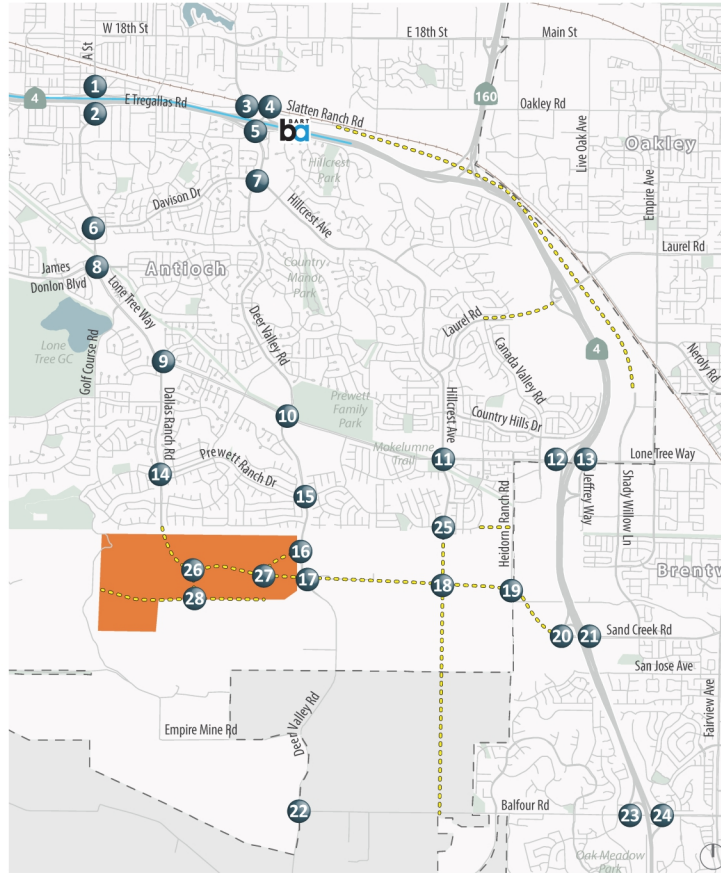 W 18th St
A St
E 18th St
Main St
160
4
1
E Tregallas Rd
3
4
Slatten Ranch Rd
Oakley Rd
2
5
BART
ba
Live Oak Ave
Oakley
Empire Ave
Hillcrest
Park
7
Davison Dr
Hillcrest Ave
6
Laurel Rd
8
James
Donlon Blvd
Antioch
Country
Manor
Park
Lone Tree Way
Lone
Tree GC
Golf Course Rd
Deer Valley Rd
Laurel Rd
Canada Valley Rd
4
Neroly Rd
9
Dallas Ranch Rd
Prewett
Family
Park
10
Hillcrest Ave
Country Hills Dr
Mokelumne
Trail
11
12
13
Lone Tree Way
Prewett Ranch Dr
14
15
Heidorn Ranch Rd
Jeffrey Way
Shady Willow Ln
25
16
26
27
17
18
19
28
Brentw
20
21
Sand Creek Rd
San Jose Ave
Fairview Ave
Empire Mine Rd
Deer Valley Rd
22
Balfour Rd
23
24
Oak Meadow
Park